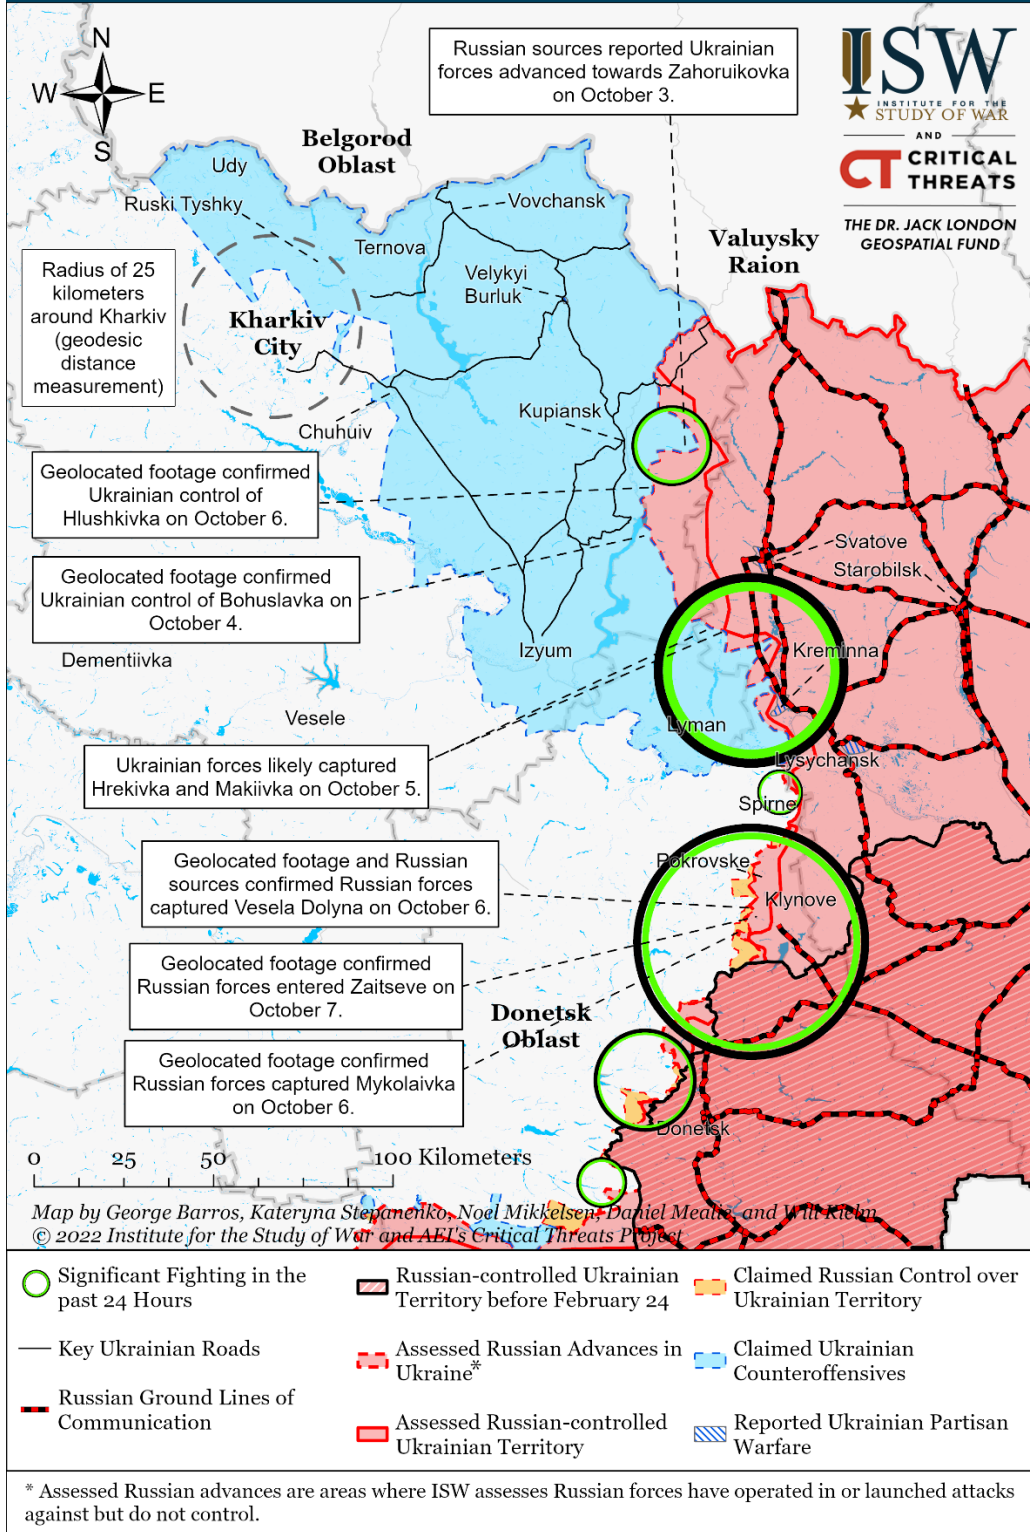 N
W
E
S
Russian sources reported Ukrainian
forces advanced towards Zahoruikovka
on October 3.
ISW
INSTITUTE FOR THE
STUDY OF WAR
AND
CT CRITICAL
THREATS
THE DR. JACK LONDON
GEOSPATIAL FUND
Belgorod
Oblast
Udy
Ruski Tyshky
Vovchansk
Ternova
Valuysky
Raion
Radius of 25
kilometers
around Kharkiv
(geodesic
distance
measurement)
Velykyi
Burluk
Kharkiv
City
Kupiansk
Chuhuiv
Geolocated footage confirmed
Ukrainian control of
Hlushkivka on October 6.
Svatove
Starobilsk
Geolocated footage confirmed
Ukrainian control of Bohuslavka on
October 4.
Izyum
Kreminna
Dementiivka
Vesele
Lyman
Ukrainian forces likely captured
Hrekivka and Makiivka on October 5.
Lysychansk
Spirne
Geolocated footage and Russian
sources confirmed Russian forces
captured Vesela Dolyna on October 6.
Pokrovske
Klynove
Geolocated footage confirmed
Russian forces entered Zaitseve on
October 7.
Donetsk
Oblast
Geolocated footage confirmed
Russian forces captured Mykolaivka
on October 6.
Donetsk
0 25 50 100 Kilometers
Map by George Barros, Kateryna Stepanenko, Noel Mikkelsen, Daniel Mealie, and Will Kielm
© 2022 Institute for the Study of War and AEI's Critical Threats Project
Significant Fighting in the
past 24 Hours
Key Ukrainian Roads
Russian Ground Lines of
Communication
Russian-controlled Ukrainian
Territory before February 24
Assessed Russian Advances in
Ukraine*
Assessed Russian-controlled
Ukrainian Territory
Claimed Russian Control over
Ukrainian Territory
Claimed Ukrainian
Counteroffensives
Reported Ukrainian Partisan
Warfare
* Assessed Russian advances are areas where ISW assesses Russian forces have operated in or launched attacks
against but do not control.